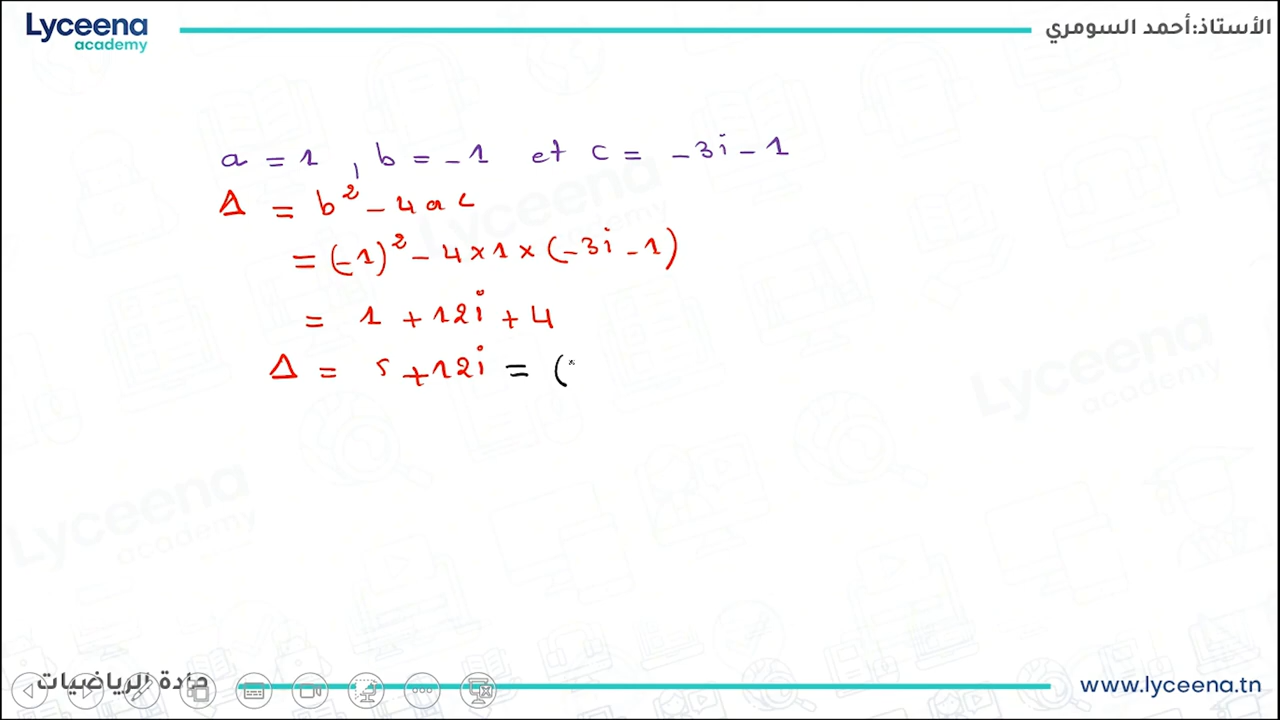 Lyceena
academy
الأستاذ:أحمد السومري
a = 1 , b = -1 et c = -3i - 1
Δ = b² - 4ac
= (-1)² - 4×1×(-3i - 1)
= 1 + 12i + 4
Δ = 5 + 12i = (
مادة الرياضيات
www.lyceena.tn